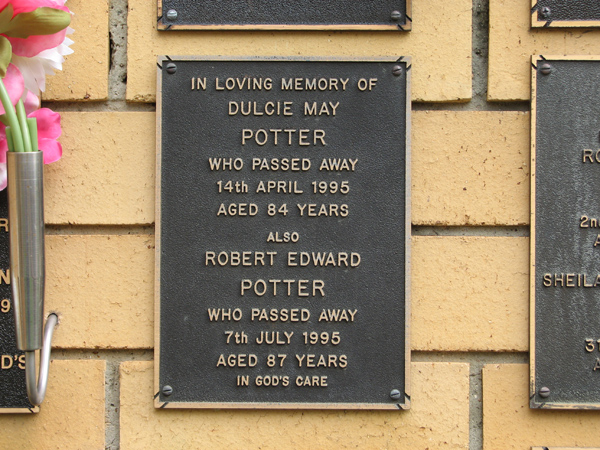 IN LOVING MEMORY OF
DULCIE MAY
POTTER
WHO PASSED AWAY
14th APRIL 1995
AGED 84 YEARS
ALSO
ROBERT EDWARD
POTTER
WHO PASSED AWAY
7th JULY 1995
AGED 87 YEARS
IN GOD'S CARE
SHEILA